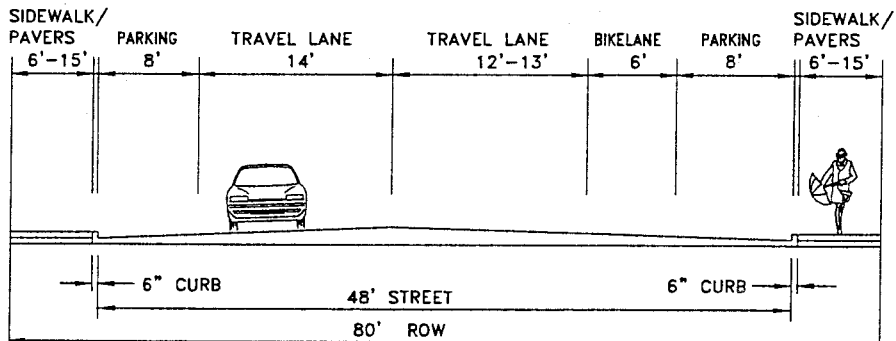 SIDEWALK/
PAVERS
6'-15'
PARKING
8'
TRAVEL LANE
14'
TRAVEL LANE
12'-13'
BIKELANE
6'
PARKING
8'
SIDEWALK/
PAVERS
6'-15'
6" CURB
48' STREET
6" CURB
80' ROW